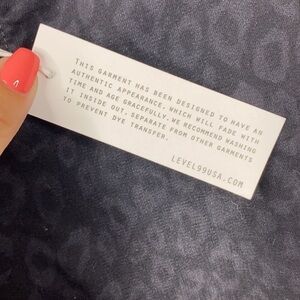 THIS GARMENT HAS BEEN DESIGNED TO HAVE AN
AUTHENTIC APPEARANCE, WHICH WILL FADE WITH
TIME AND AGE GRACEFULLY. WE RECOMMEND WASHING
IT INSIDE OUT, SEPARATE FROM OTHER GARMENTS
TO PREVENT DYE TRANSFER.
LEVEL99USA.COM